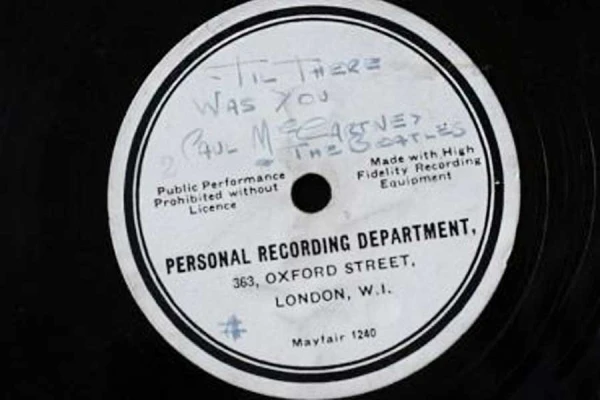 'TIL THERE
WAS YOU
PAUL McCARTNEY
& THE BEATLES
2
Public Performance
Prohibited without
Licence
Made with High
Fidelity Recording
Equipment
PERSONAL RECORDING DEPARTMENT,
363, OXFORD STREET,
LONDON, W.I.
Mayfair 1240